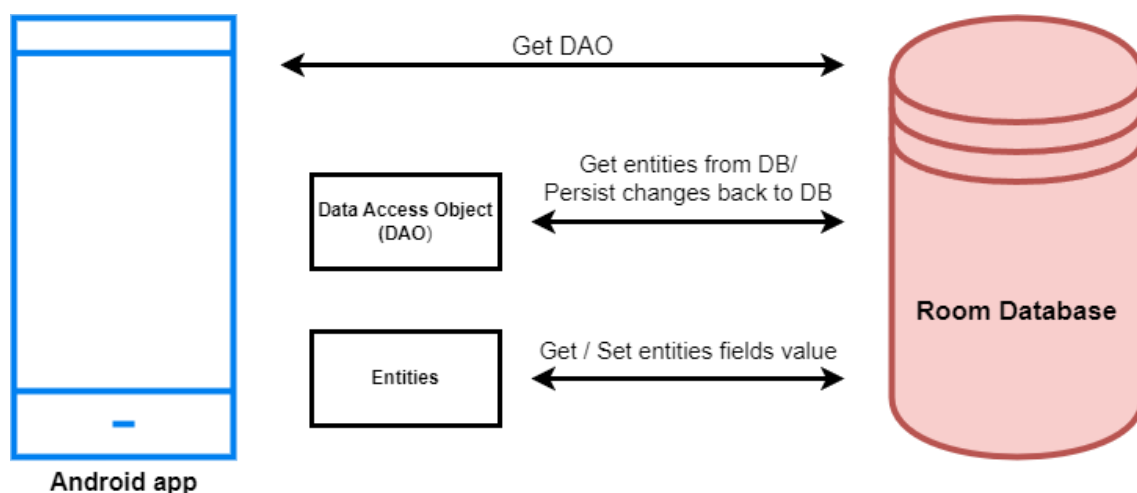 Get DAO
Get entities from DB/
Persist changes back to DB
Data Access Object
(DAO)
Room Database
Get / Set entities fields value
Entities
Android app